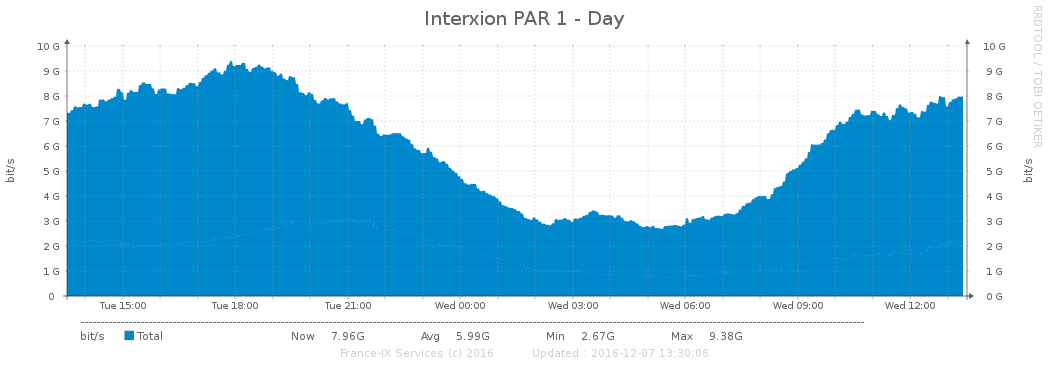 Interxion PAR 1 - Day
RRDTOOL / TOBI OETIKER
bit/s
bit/s
10 G 10 G
9 G 9 G
8 G 8 G
7 G 7 G
6 G 6 G
5 G 5 G
4 G 4 G
3 G 3 G
2 G 2 G
1 G 1 G
0 0 G
Tue 15:00 Tue 18:00 Tue 21:00 Wed 00:00 Wed 03:00 Wed 06:00 Wed 09:00 Wed 12:00
bit/s Total Now 7.96G Avg 5.99G Min 2.67G Max 9.38G
France-IX Services (c) 2016 Updated : 2016-12-07 13:30:06